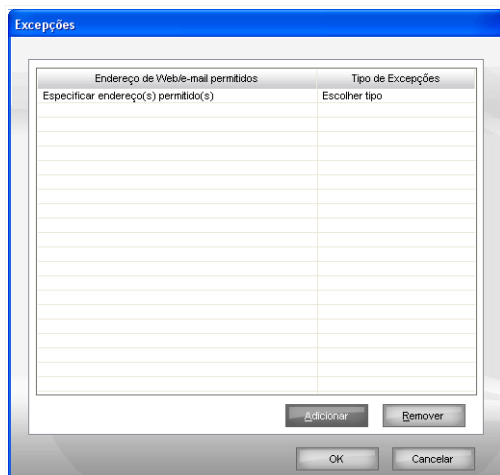 Excepções
Endereço de Web/e-mail permitidos Tipo de Excepções
Especificar endereço(s) permitido(s) Escolher tipo
Adicionar Remover
OK Cancelar